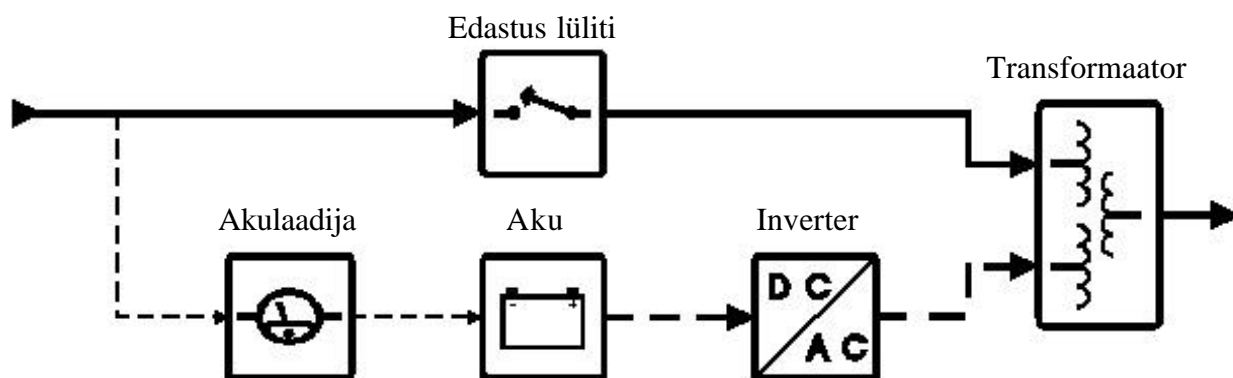 Edastus lüliti
Transformaator
Akulaadija
Aku
Inverter
- +
D C
A C